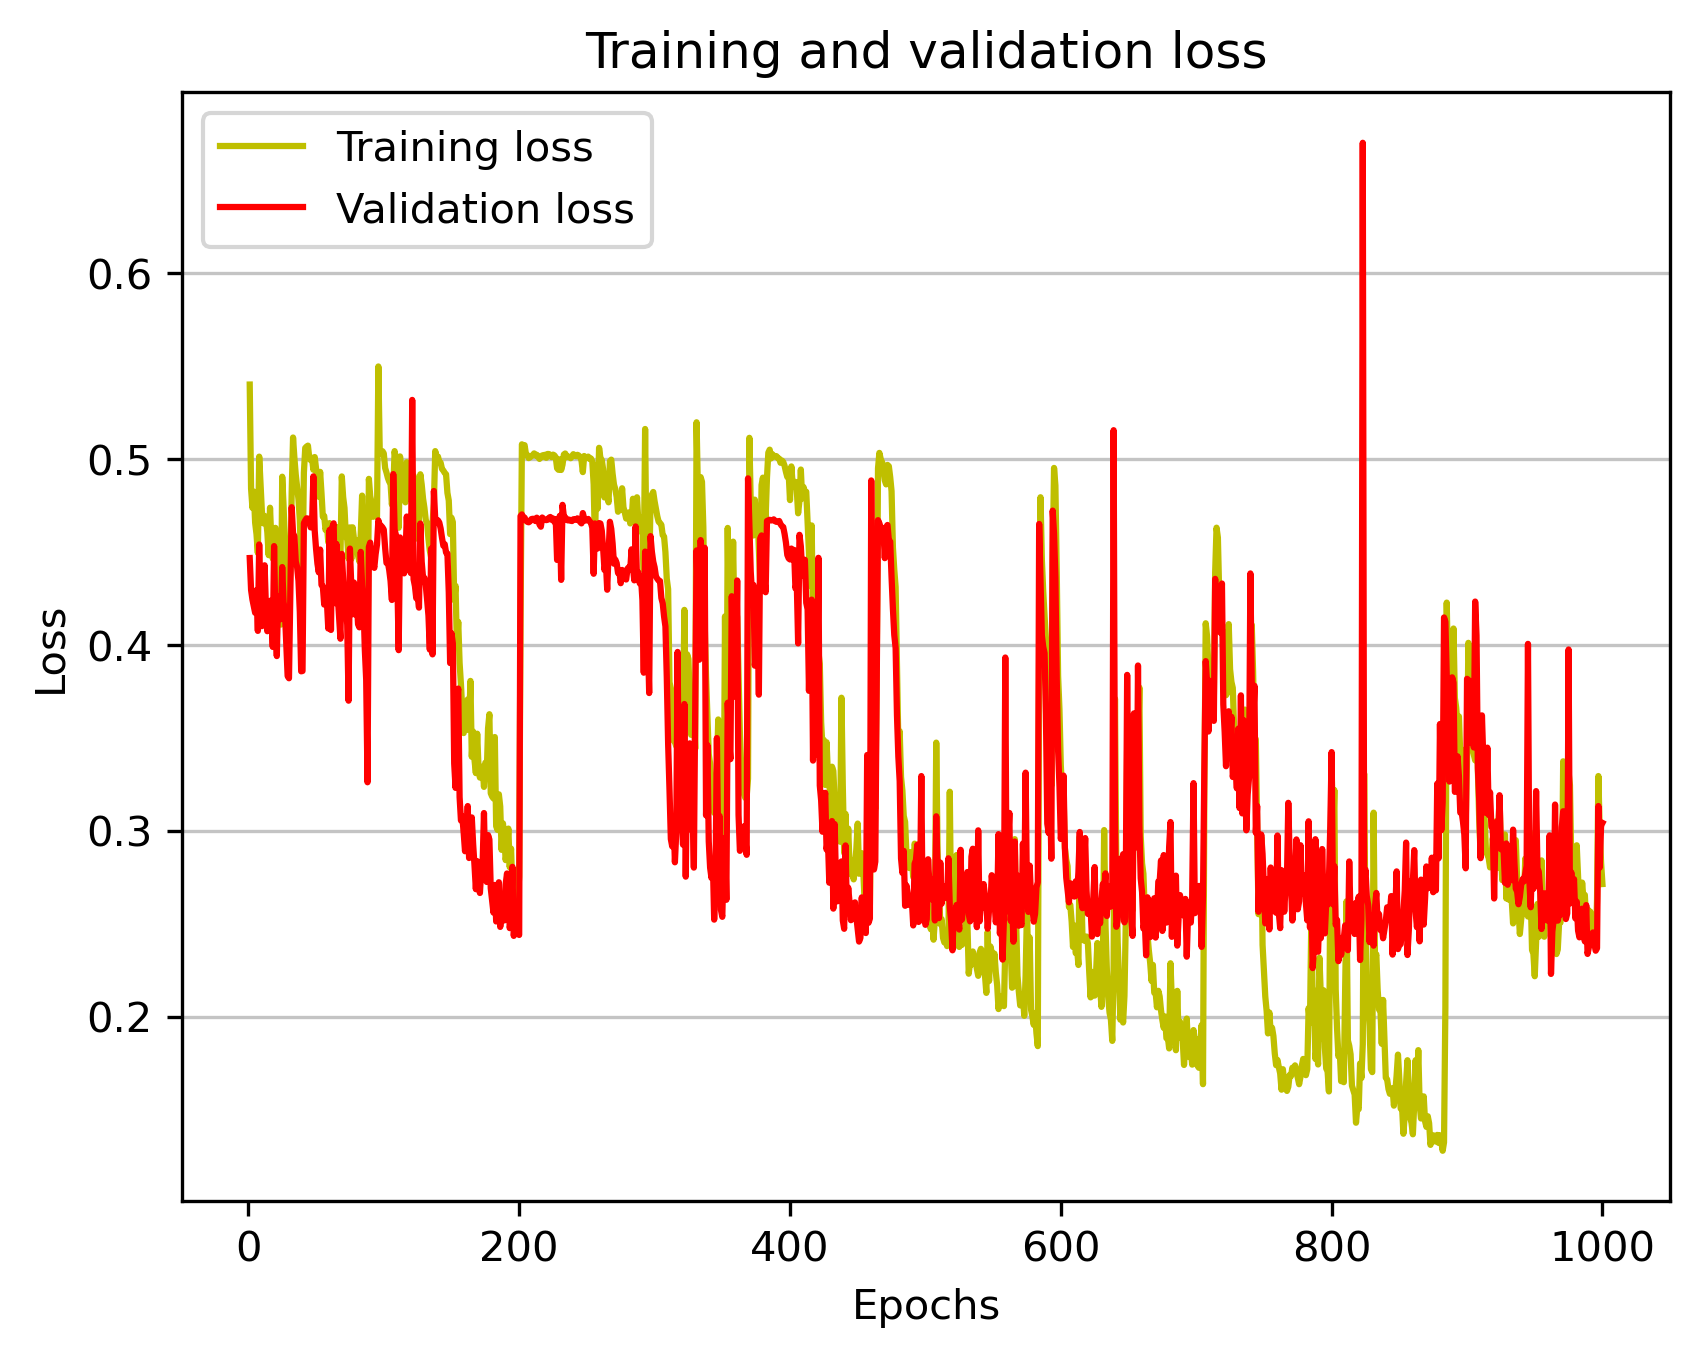 Training and validation loss
Training loss
Validation loss
0.6
0.5
0.4
0.3
0.2
Loss
0 200 400 600 800 1000
Epochs